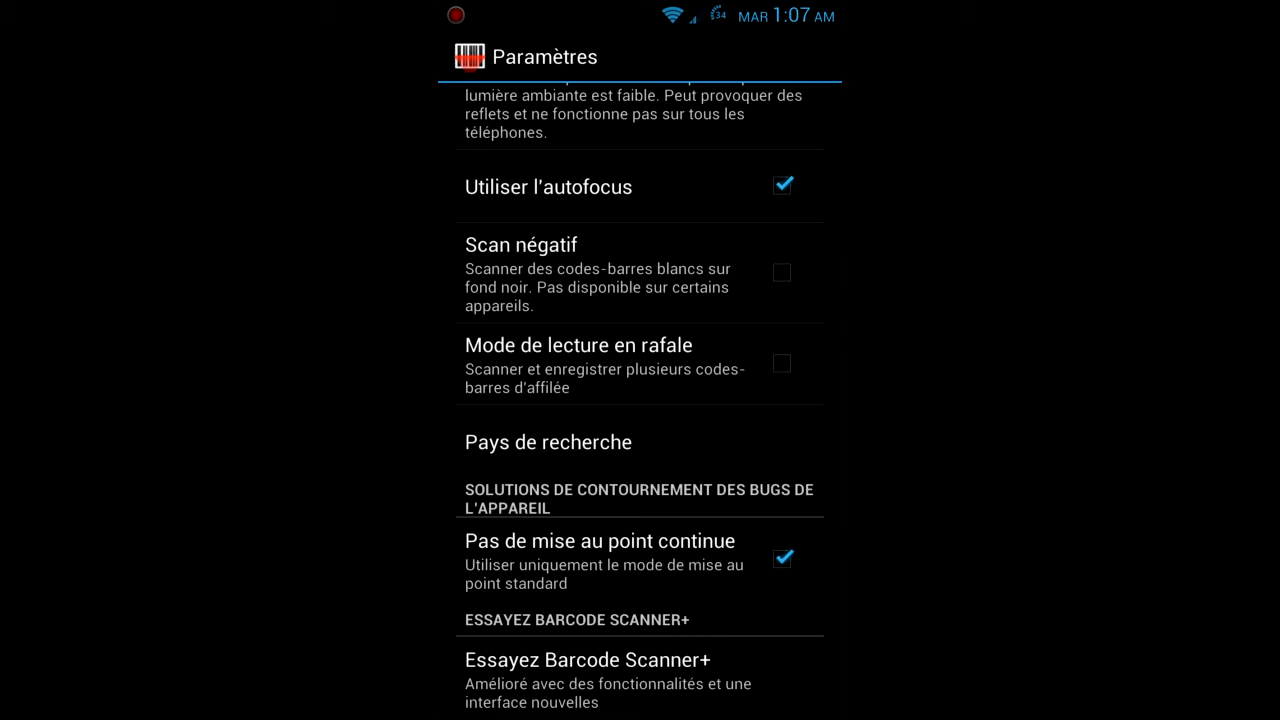 34 MAR 1:07 AM
Paramètres
lumière ambiante est faible. Peut provoquer des
reflets et ne fonctionne pas sur tous les
téléphones.
Utiliser l'autofocus
Scan négatif
Scanner des codes-barres blancs sur
fond noir. Pas disponible sur certains
appareils.
Mode de lecture en rafale
Scanner et enregistrer plusieurs codes-
barres d'affilée
Pays de recherche
SOLUTIONS DE CONTOURNEMENT DES BUGS DE
L'APPAREIL
Pas de mise au point continue
Utiliser uniquement le mode de mise au
point standard
ESSAYEZ BARCODE SCANNER+
Essayez Barcode Scanner+
Amélioré avec des fonctionnalités et une
interface nouvelles